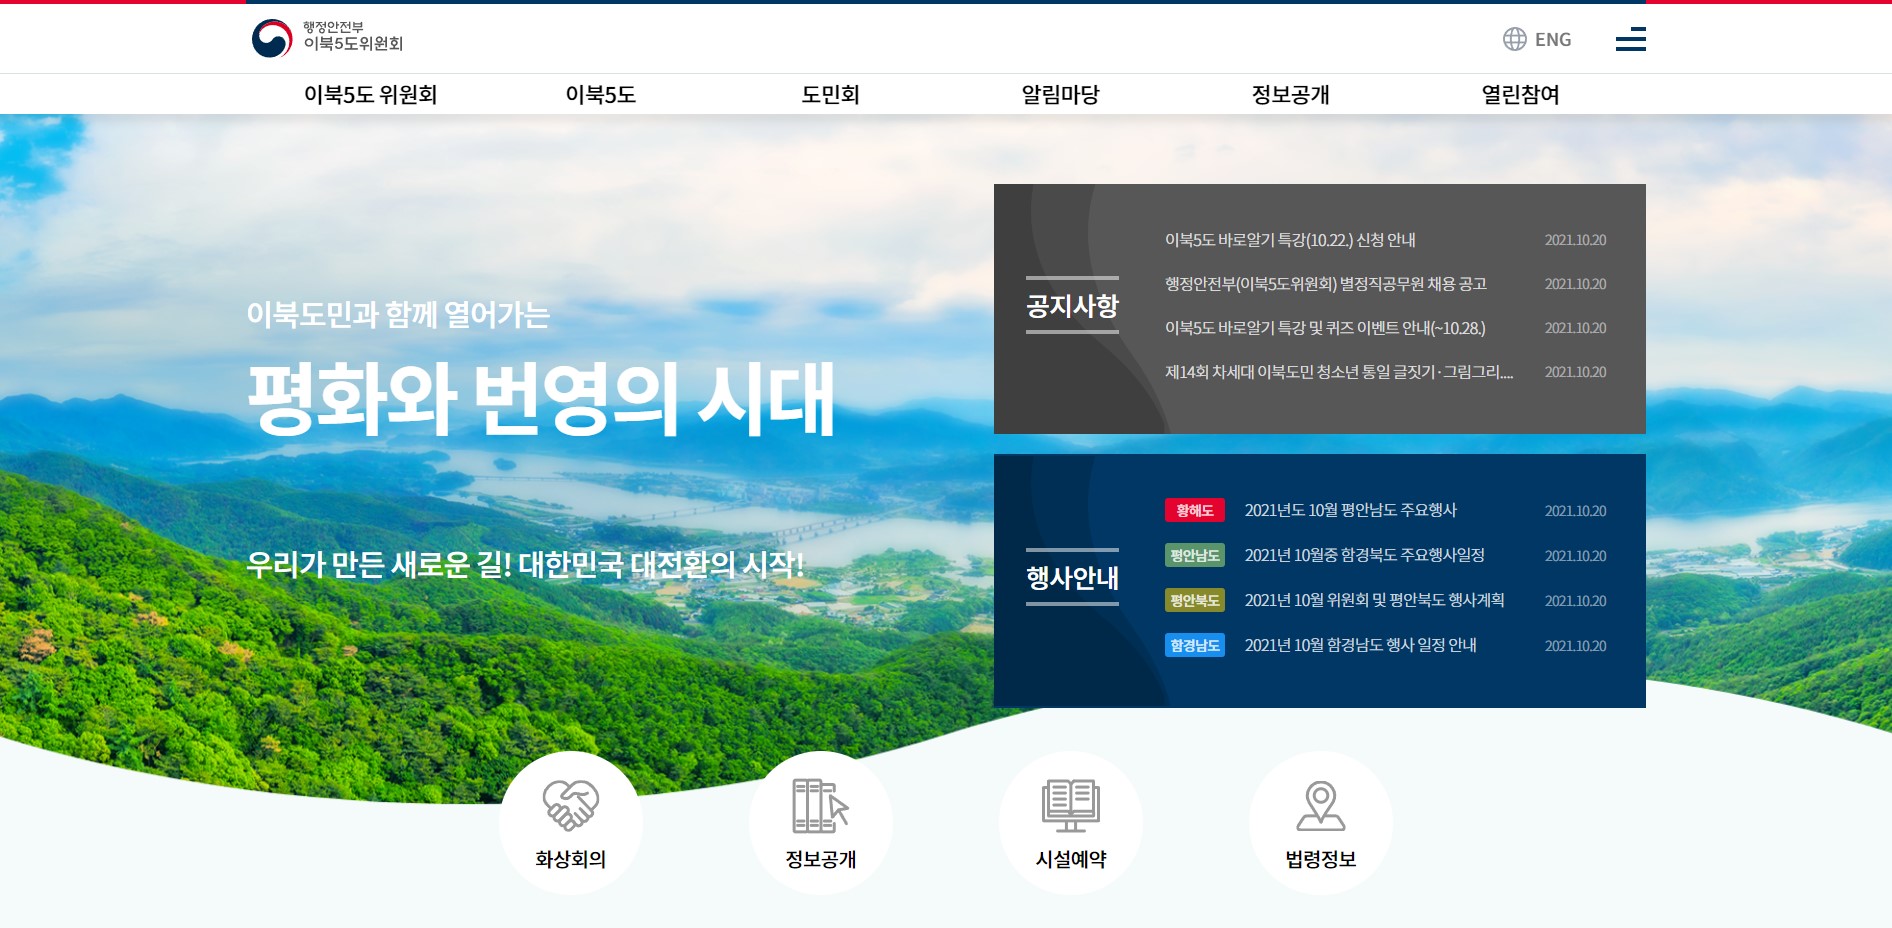 행정안전부
이북5도위원회
ENG
이북5도 위원회
이북5도
도민회
알림마당
정보공개
열린참여
이북도민과 함께 열어가는
평화와 번영의 시대
우리가 만든 새로운 길! 대한민국 대전환의 시작!
공지사항
이북5도 바로알기 특강(10.22.) 신청 안내 2021.10.20
행정안전부(이북5도위원회) 별정직공무원 채용 공고 2021.10.20
이북5도 바로알기 특강 및 퀴즈 이벤트 안내(~10.28.) 2021.10.20
제14회 차세대 이북도민 청소년 통일 글짓기·그림그리.... 2021.10.20
행사안내
황해도 2021년도 10월 평안남도 주요행사 2021.10.20
평안남도 2021년 10월중 함경북도 주요행사일정 2021.10.20
평안북도 2021년 10월 위원회 및 평안북도 행사계획 2021.10.20
함경남도 2021년 10월 함경남도 행사 일정 안내 2021.10.20
화상회의
정보공개
시설예약
법령정보